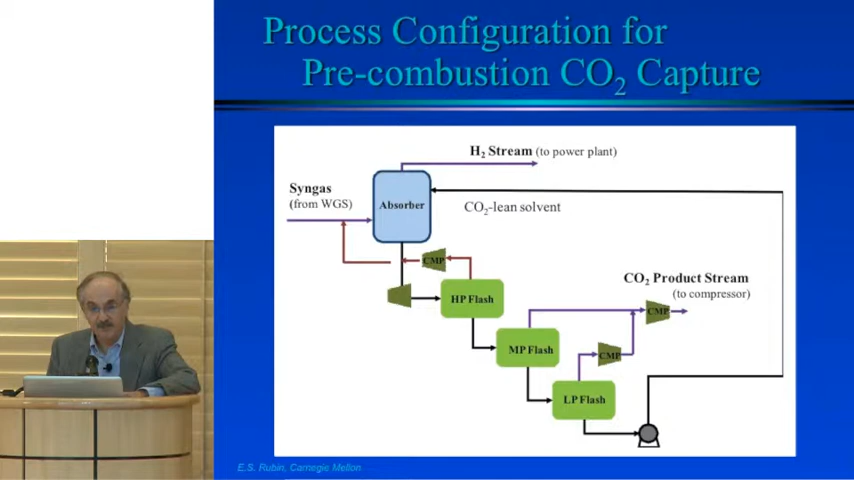 Process Configuration for
Pre-combustion CO₂ Capture
H₂ Stream (to power plant)
Syngas
(from WGS)
Absorber
CO₂-lean solvent
CMP
HP Flash
CO₂ Product Stream
(to compressor)
CMP
MP Flash
CMP
LP Flash
E.S. Rubin, Carnegie Mellon